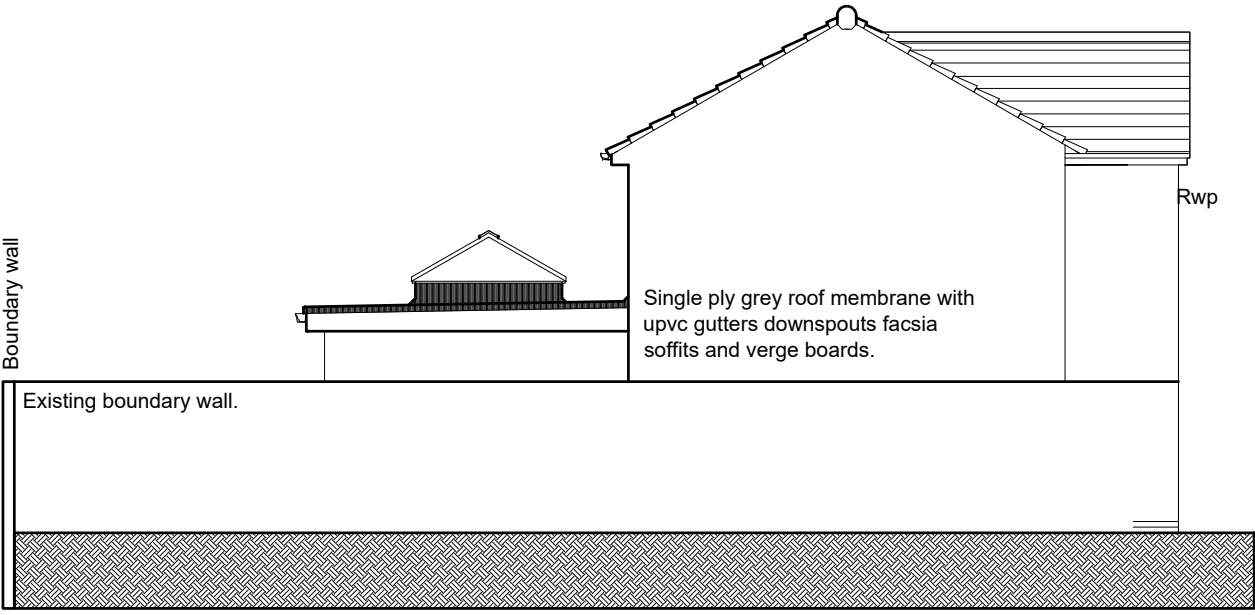 Rwp
Boundary wall
Single ply grey roof membrane with
upvc gutters downspouts facsia
soffits and verge boards.
Existing boundary wall.